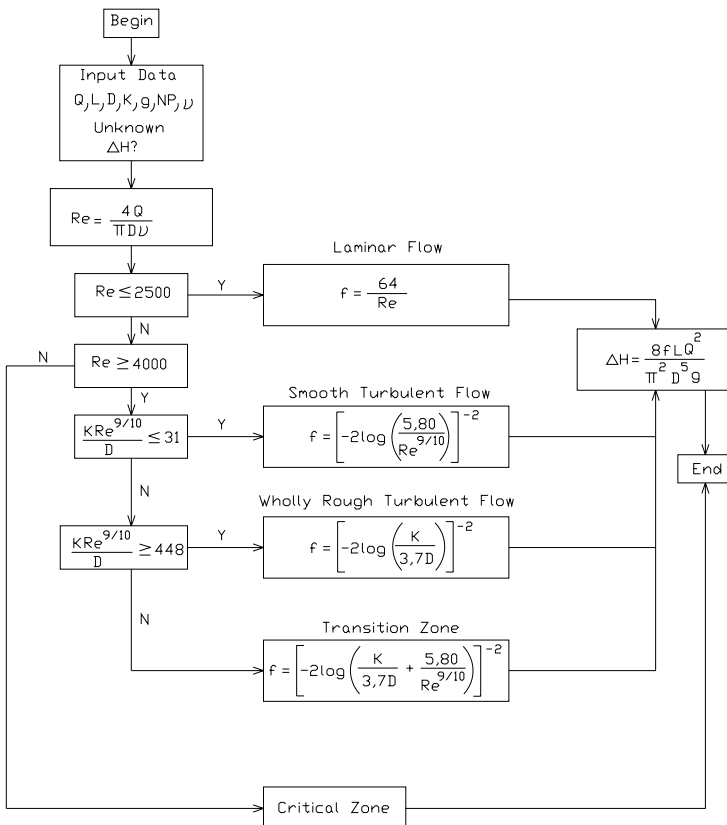 Begin
Input Data
Q,L,D,K,g,NP,ν
Unknown
ΔH?
Re= 4Q / πDν
Laminar Flow
Re≤2500
Y
f= 64 / Re
N
N
Re ≥4000
ΔH= 8fLQ² / π² D⁵ g
Y
Smooth Turbulent Flow
KRe^9/10 / D ≤31
Y
f= [-2log (5,80 / Re^9/10)]^-2
End
N
Wholly Rough Turbulent Flow
KRe^9/10 / D ≥ 448
Y
f= [-2log (K / 3,7D)]^-2
N
Transition Zone
f= [-2log (K / 3,7D + 5,80 / Re^9/10)]^-2
Critical Zone